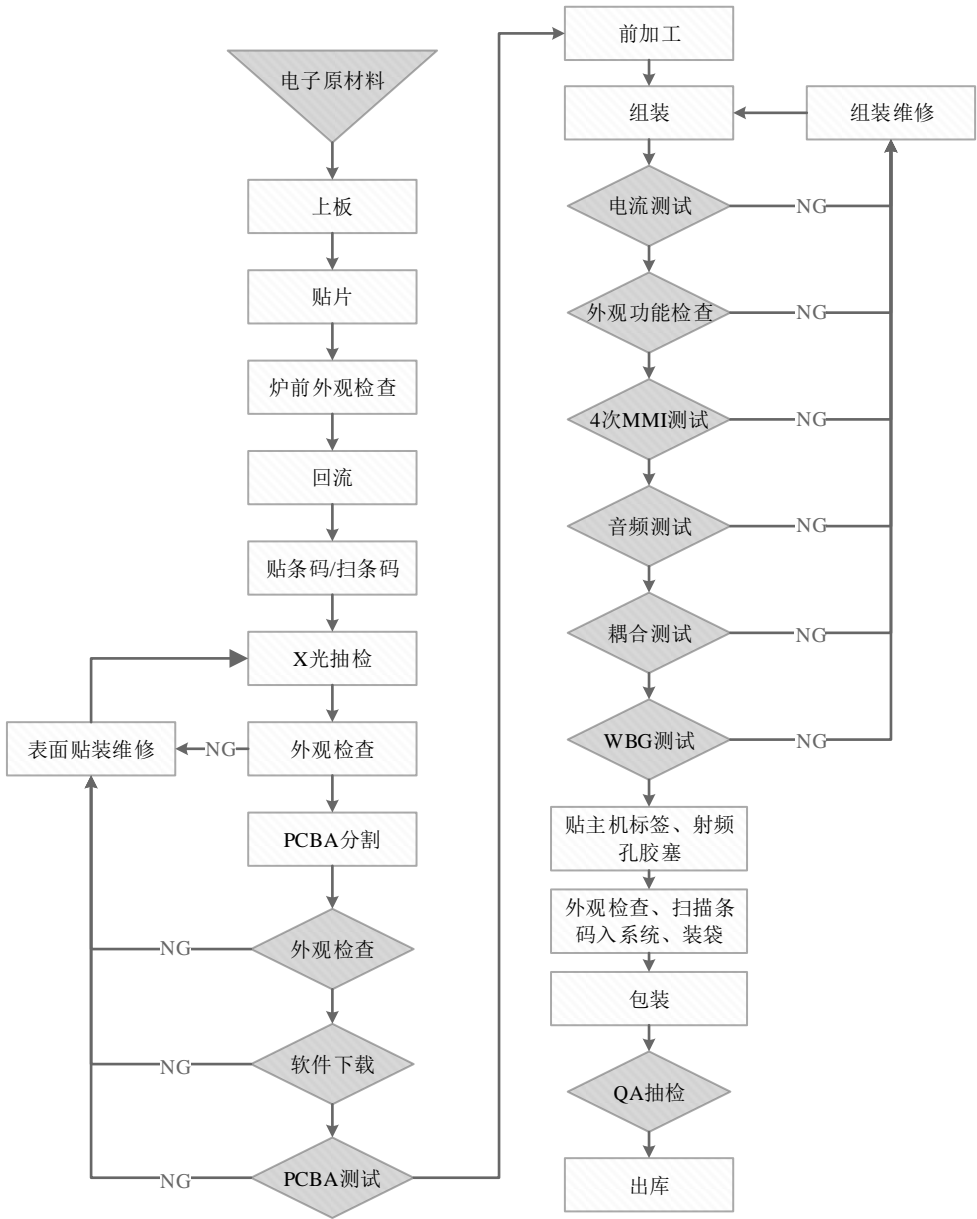 电子原材料
上板
贴片
炉前外观检查
回流
贴条码/扫条码
X光抽检
表面贴装维修
NG
外观检查
PCBA分割
NG
外观检查
NG
软件下载
NG
PCBA测试
前加工
组装
组装维修
电流测试
NG
外观功能检查
NG
4次MMI测试
NG
音频测试
NG
耦合测试
NG
WBG测试
NG
贴主机标签、射频
孔胶塞
外观检查、扫描条
码入系统、装袋
包装
QA抽检
出库